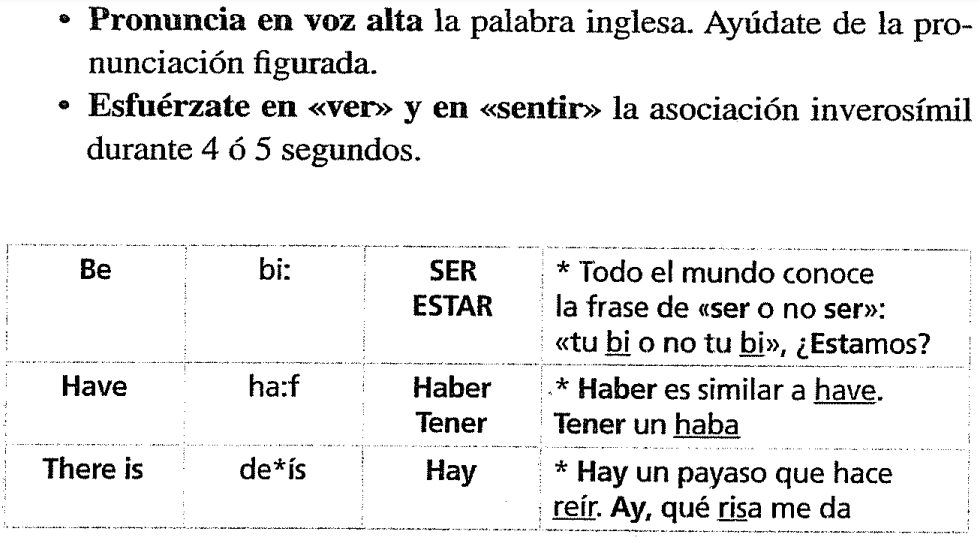 • Pronuncia en voz alta la palabra inglesa. Ayúdate de la pro-
nunciación figurada.
• Esfuérzate en «ver» y en «sentir» la asociación inverosímil
durante 4 ó 5 segundos.
Be bi: SER * Todo el mundo conoce
ESTAR la frase de «ser o no ser»:
«tu bi o no tu bi», ¿Estamos?
Have ha:f Haber * Haber es similar a have.
Tener Tener un haba
There is de*ís Hay * Hay un payaso que hace
reír. Ay, qué risa me da